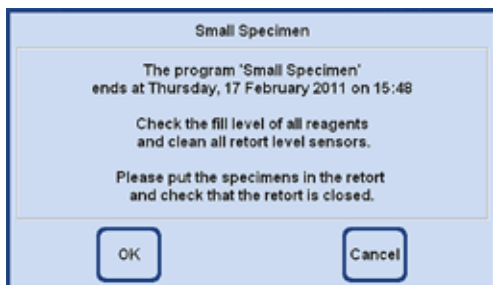 Small Specimen
The program 'Small Specimen'
ends at Thursday, 17 February 2011 on 15:48
Check the fill level of all reagents
and clean all retort level sensors.
Please put the specimens in the retort
and check that the retort is closed.
OK
Cancel